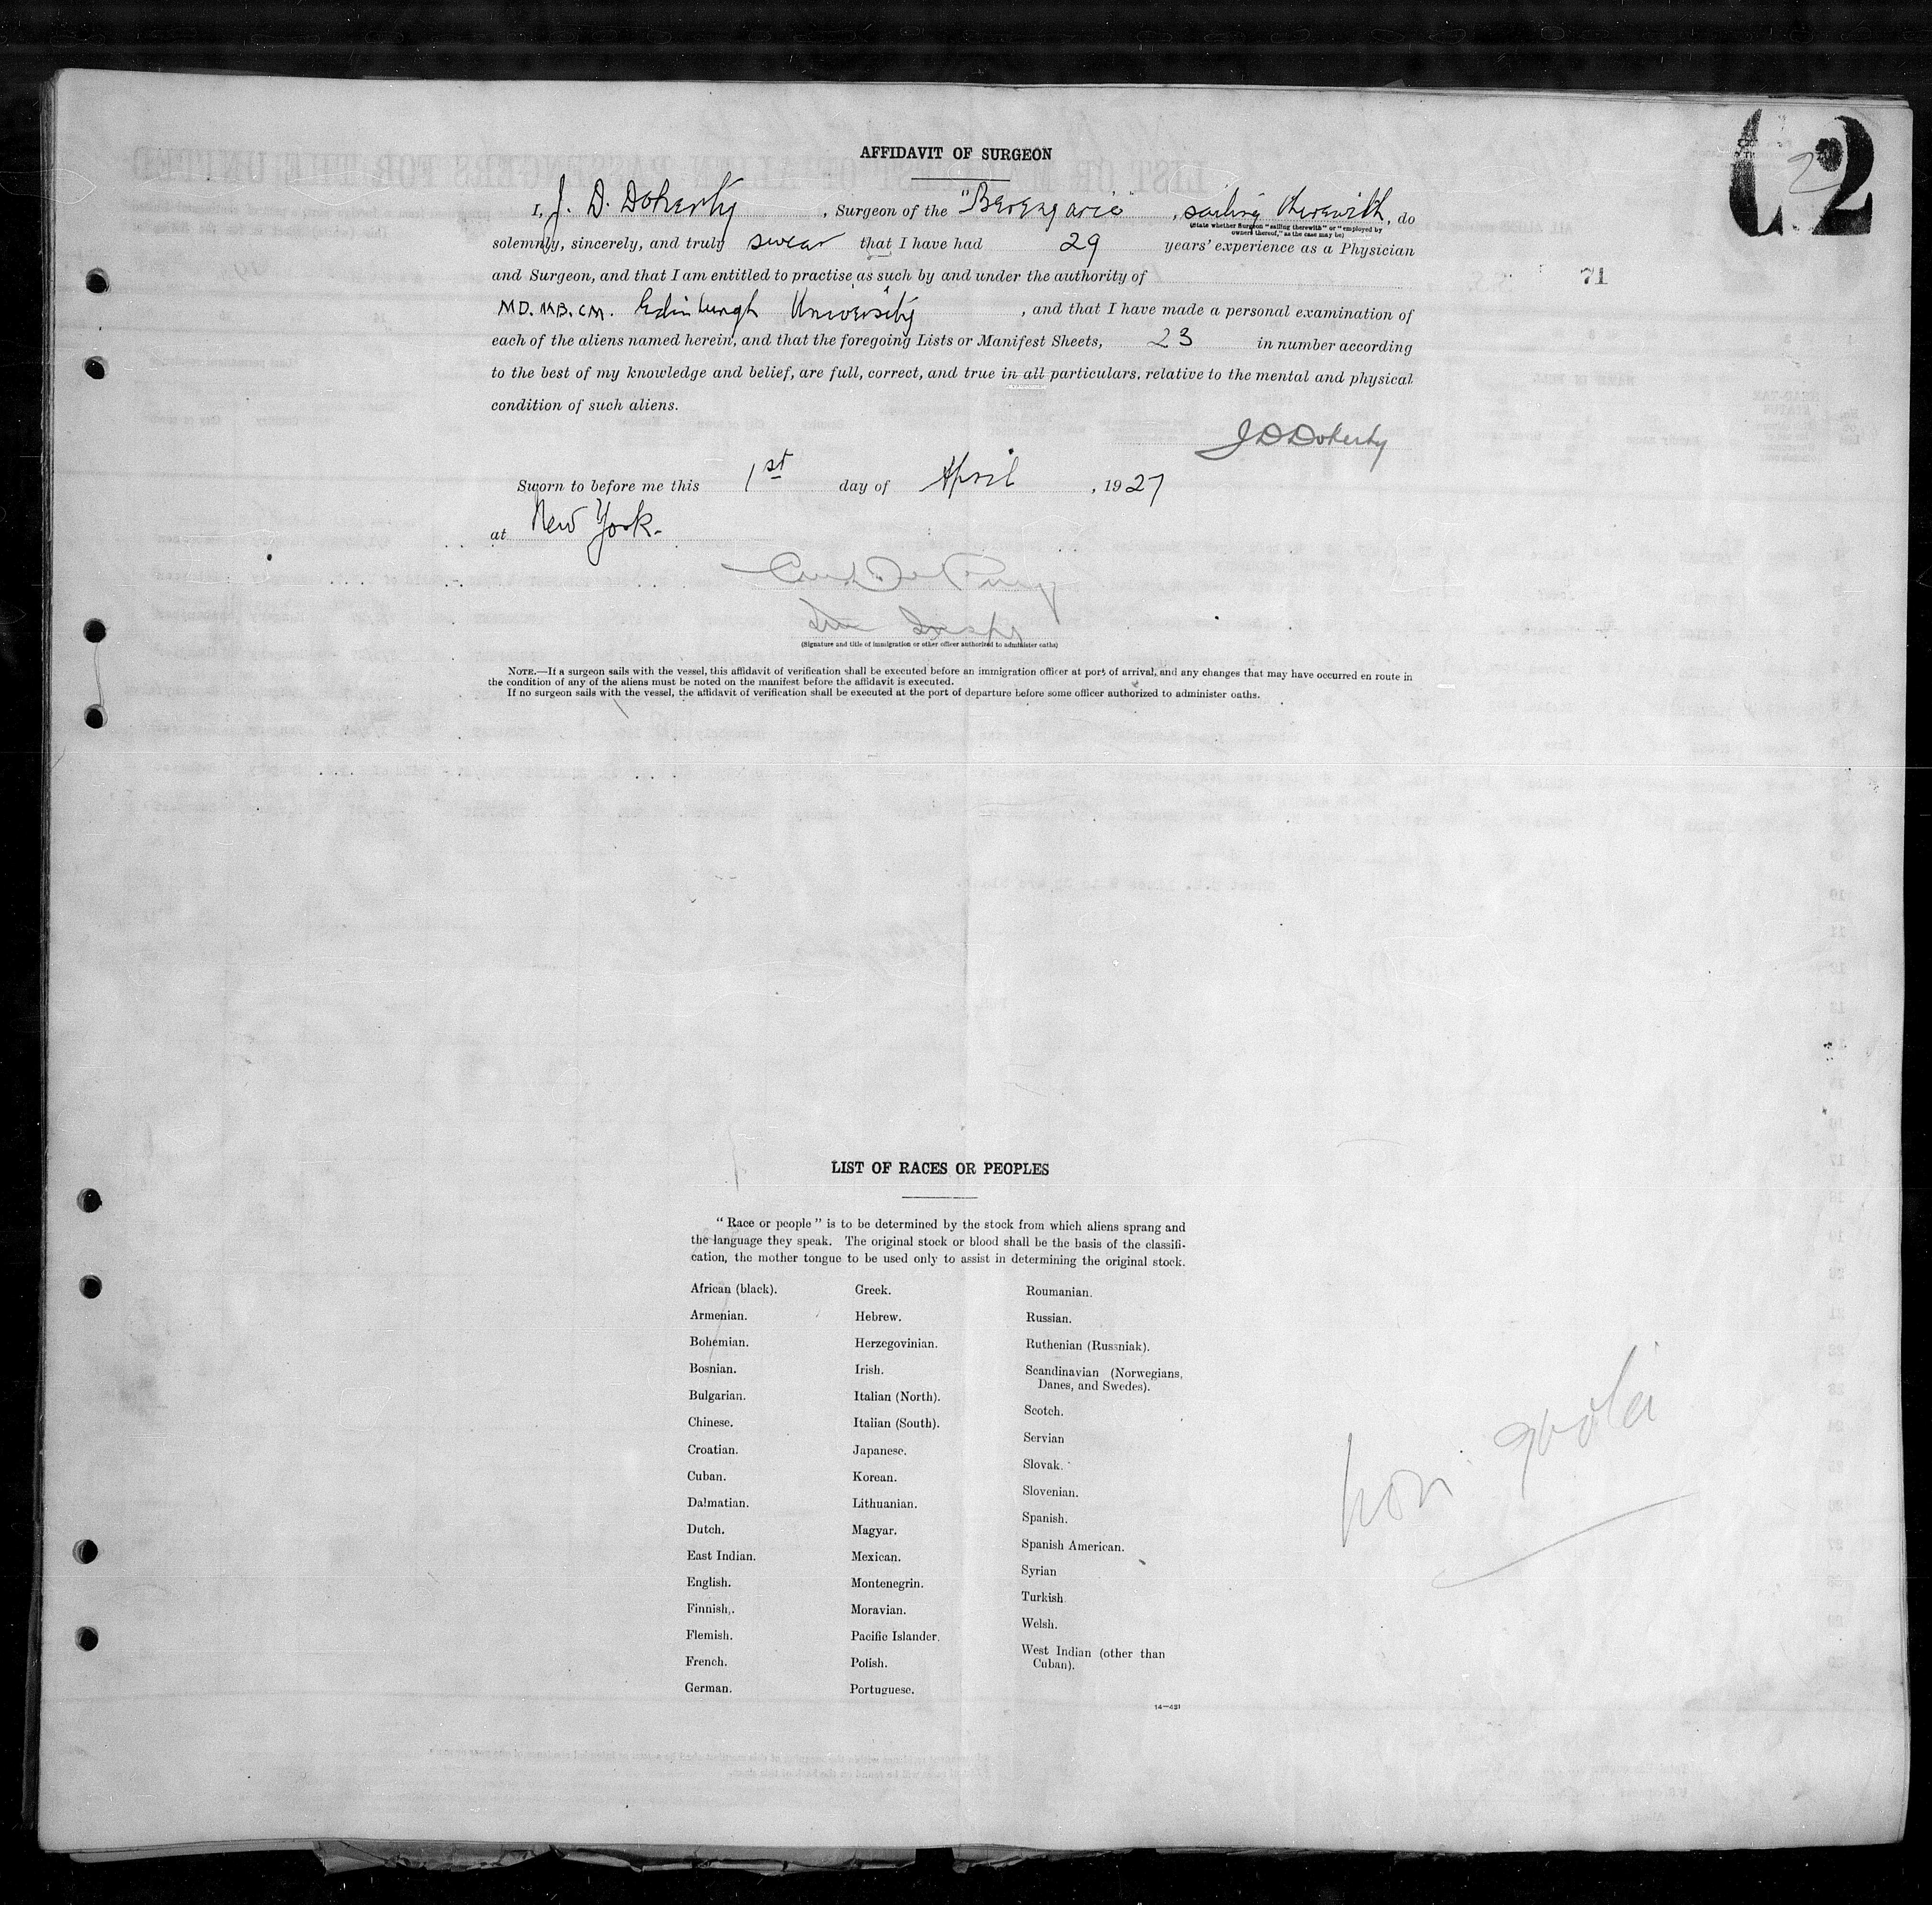 AFFIDAVIT OF SURGEON
I, J. D. Doherty, Surgeon of the "Berengaria", sailing therewith, do
(State whether Surgeon "sailing therewith" or "employed by
owners thereof," as the case may be)
solemnly, sincerely, and truly swear that I have had 29 years' experience as a Physician
and Surgeon, and that I am entitled to practise as such by and under the authority of
MD. MB. CM. Edinburgh University, and that I have made a personal examination of
each of the aliens named herein, and that the foregoing Lists or Manifest Sheets, 23 in number according
to the best of my knowledge and belief, are full, correct, and true in all particulars, relative to the mental and physical
condition of such aliens.
J D Doherty
Sworn to before me this 1st day of April, 1927
at New York.
(Signature and title of immigration or other officer authorized to administer oaths)
NOTE.—If a surgeon sails with the vessel, this affidavit of verification shall be executed before an immigration officer at port of arrival, and any changes that may have occurred en route in
the condition of any of the aliens must be noted on the manifest before the affidavit is executed.
If no surgeon sails with the vessel, the affidavit of verification shall be executed at the port of departure before some officer authorized to administer oaths.
2
71
LIST OF RACES OR PEOPLES
"Race or people" is to be determined by the stock from which aliens sprang and
the language they speak. The original stock or blood shall be the basis of the classifi-
cation, the mother tongue to be used only to assist in determining the original stock.
African (black).
Armenian.
Bohemian.
Bosnian.
Bulgarian.
Chinese.
Croatian.
Cuban.
Dalmatian.
Dutch.
East Indian.
English.
Finnish.
Flemish.
French.
German.
Greek.
Hebrew.
Herzegovinian.
Irish.
Italian (North).
Italian (South).
Japanese.
Korean.
Lithuanian.
Magyar.
Mexican.
Montenegrin.
Moravian.
Pacific Islander.
Polish.
Portuguese.
Roumanian.
Russian.
Ruthenian (Russniak).
Scandinavian (Norwegians,
Danes, and Swedes).
Scotch.
Servian
Slovak.
Slovenian.
Spanish.
Spanish American.
Syrian
Turkish
Welsh.
West Indian (other than
Cuban).
14—421